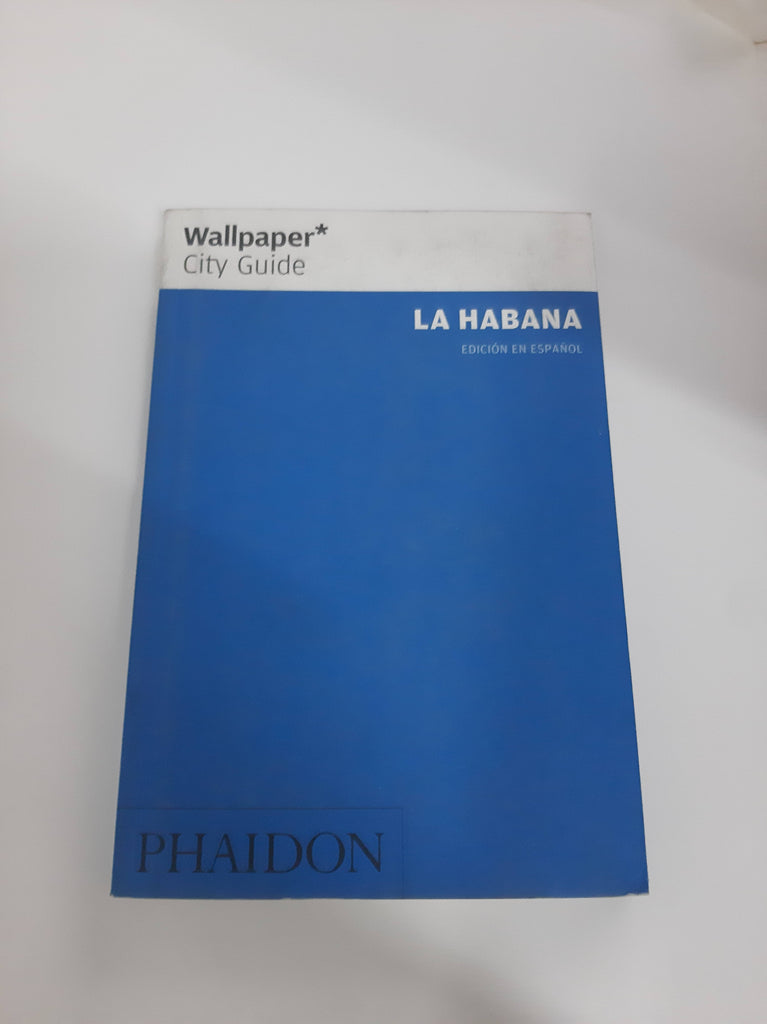 Wallpaper*
City Guide
LA HABANA
EDICIÓN EN ESPAÑOL
PHAIDON